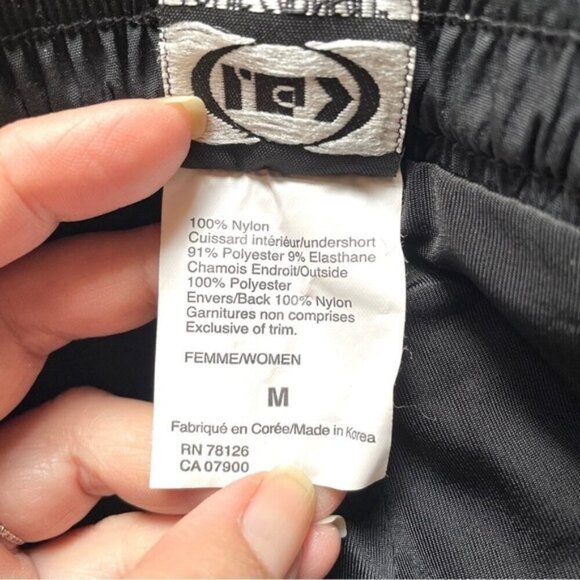 100% Nylon
Cuissard intériéur/undershort
91% Polyester 9% Elasthane
Chamois Endroit/Outside
100% Polyester
Envers/Back 100% Nylon
Garnitures non comprises
Exclusive of trim.
FEMME/WOMEN
M
Fabriqué en Corée/Made in Korea
RN 78126
CA 07900